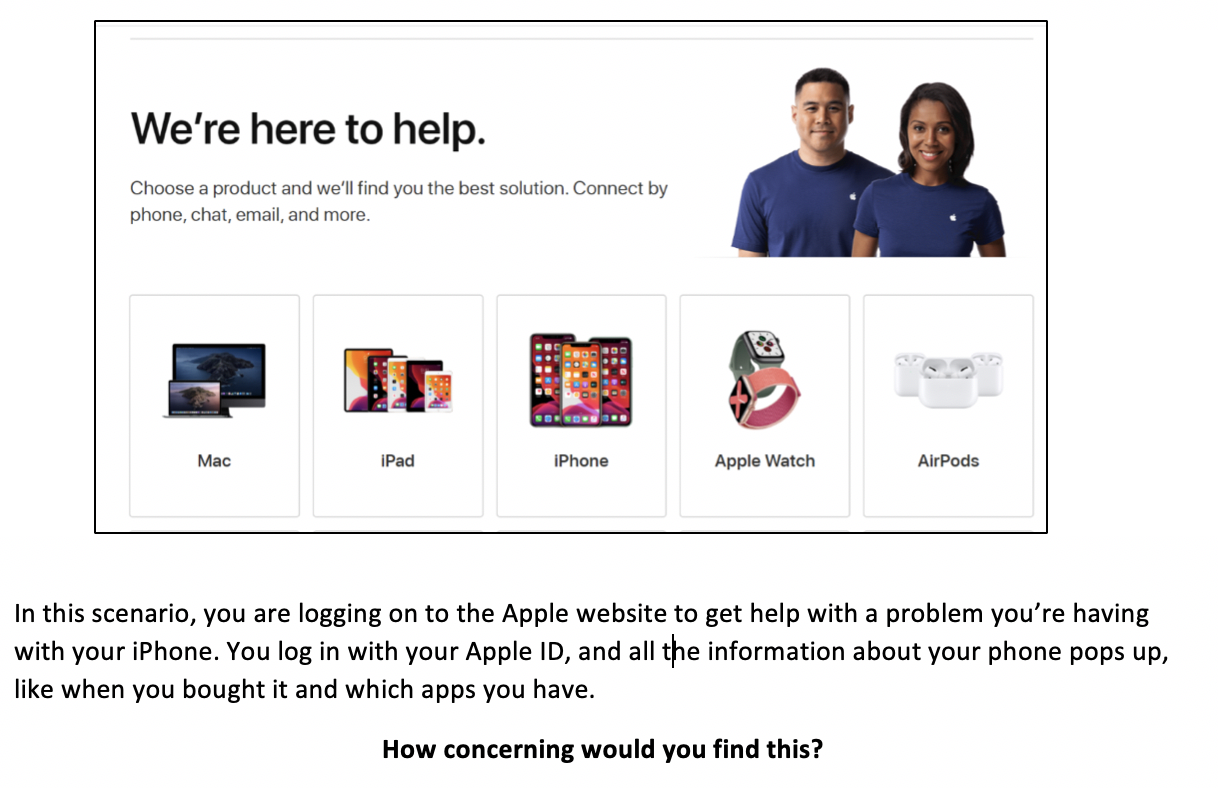 We're here to help.
Choose a product and we'll find you the best solution. Connect by
phone, chat, email, and more.
Mac
iPad
iPhone
Apple Watch
AirPods
In this scenario, you are logging on to the Apple website to get help with a problem you're having
with your iPhone. You log in with your Apple ID, and all the information about your phone pops up,
like when you bought it and which apps you have.
How concerning would you find this?